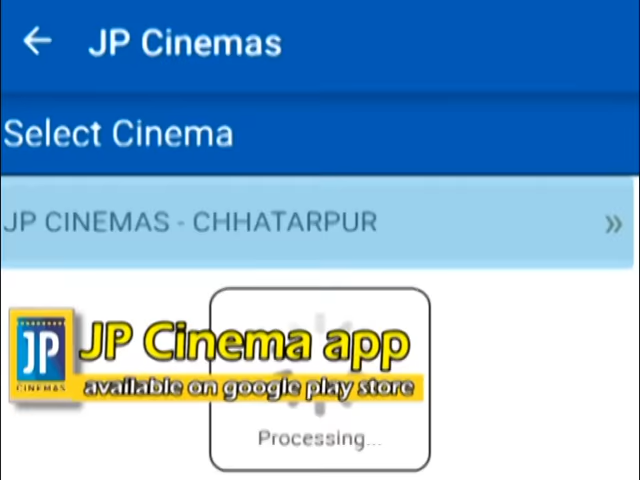 JP Cinemas
Select Cinema
JP CINEMAS - CHHATARPUR »
JP
CINEMAS
JP Cinema app
available on google play store
Processing...